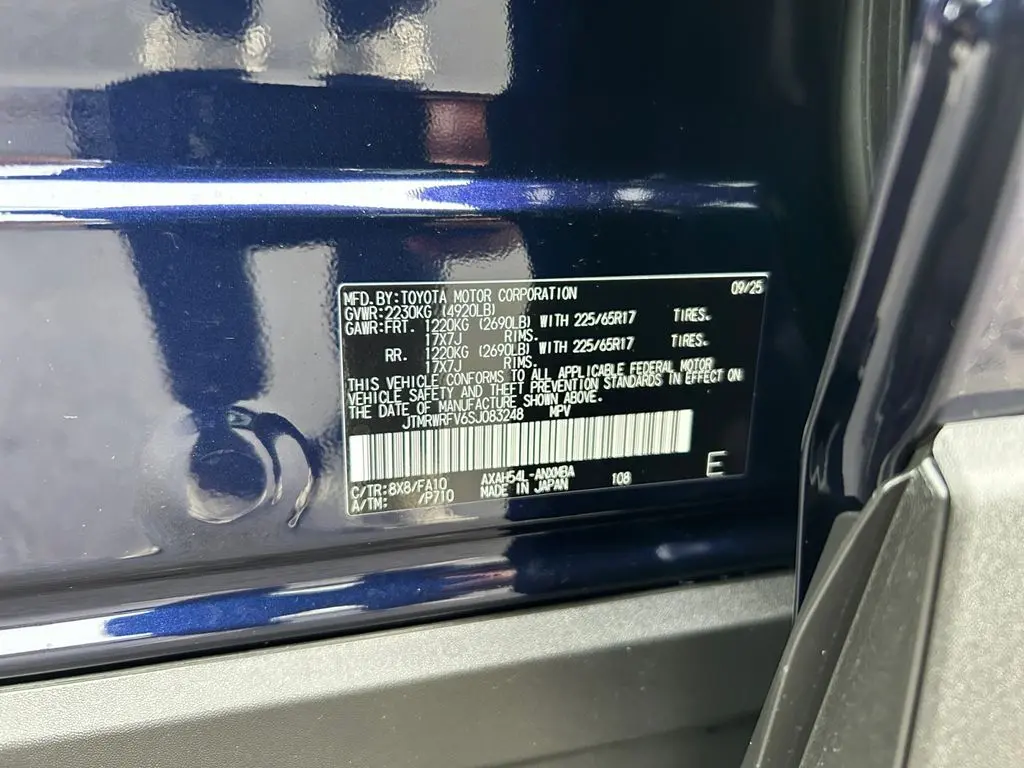 MFD. BY: TOYOTA MOTOR CORPORATION 09/25
GVWR: 2230KG (4920LB)
GAWR: FRT. 1220KG (2690LB) WITH 225/65R17 TIRES.
17X7J RIMS.
RR. 1220KG (2690LB) WITH 225/65R17 TIRES.
17X7J RIMS.
THIS VEHICLE CONFORMS TO ALL APPLICABLE FEDERAL MOTOR
VEHICLE SAFETY AND THEFT PREVENTION STANDARDS IN EFFECT ON
THE DATE OF MANUFACTURE SHOWN ABOVE.
JTMRWRFV6SJ083248 MPV
C/TR: 8X8/FA10 AXAH54L-ANXMBA 108 E
A/TM: /P710 MADE IN JAPAN